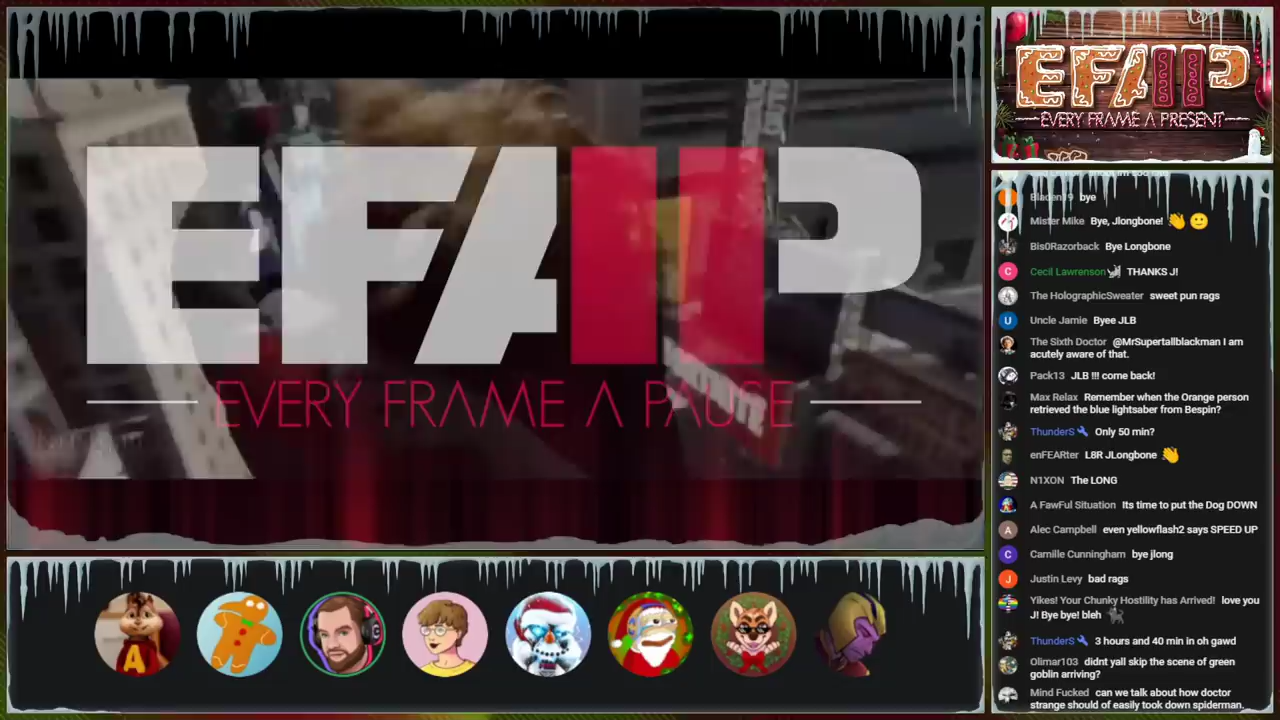 EFAP
EVERY FRAME A PAUSE
EFAP
EVERY FRAME A PRESENT
Bladen19 bye
Mister Mike Bye, Jlongbone! 👋 🙂
Bis0Razorback Bye Longbone
Cecil Lawrenson THANKS J!
The HolographicSweater sweet pun rags
Uncle Jamie Byee JLB
The Sixth Doctor @MrSupertallblackman I am
acutely aware of that.
Pack13 JLB !!! come back!
Max Relax Remember when the Orange person
retrieved the blue lightsaber from Bespin?
ThunderS Only 50 min?
enFEARter L8R JLongbone 👋
N1XON The LONG
A FawFul Situation Its time to put the Dog DOWN
Alec Campbell even yellowflash2 says SPEED UP
Camille Cunningham bye jlong
Justin Levy bad rags
Yikes! Your Chunky Hostility has Arrived! love you
J! Bye bye! bleh
ThunderS 3 hours and 40 min in oh gawd
Olimar103 didnt yall skip the scene of green
goblin arriving?
Mind Fucked can we talk about how doctor
strange should of easily took down spiderman.
A